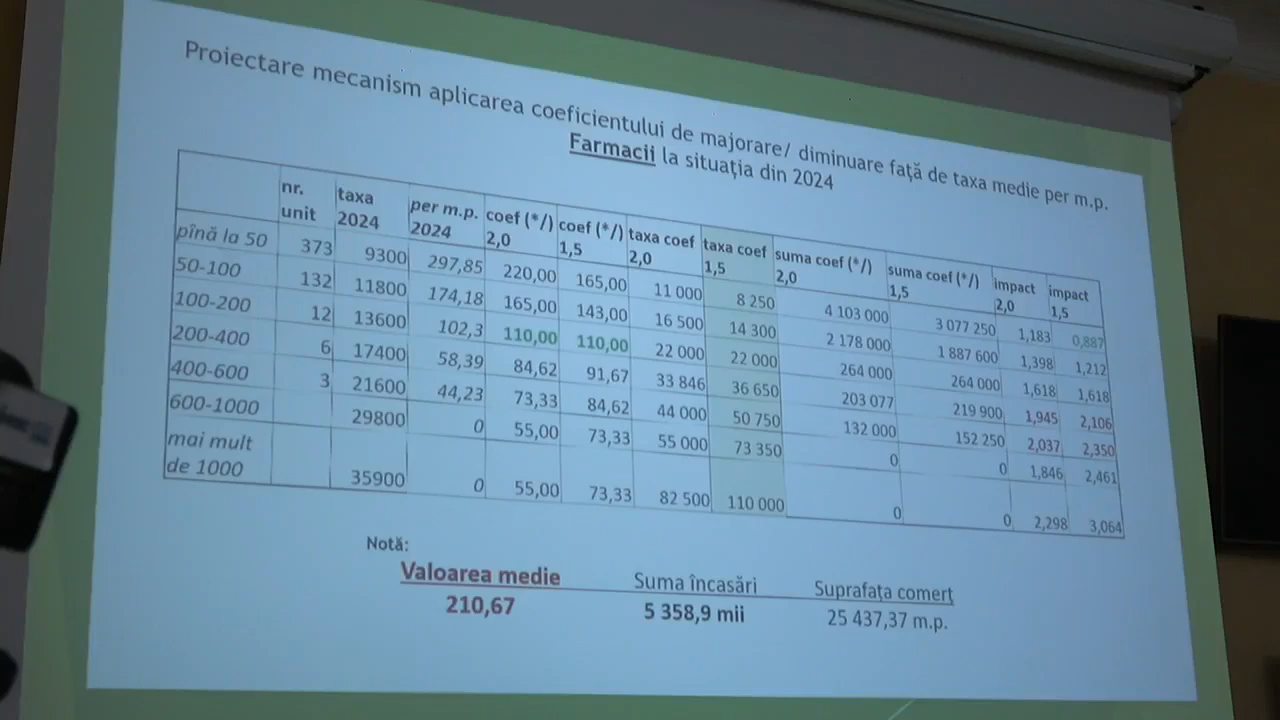 Proiectare mecanism aplicarea coeficientului de majorare/ diminuare față de taxa medie per m.p.
Farmacii la situația din 2024
nr. unit taxa 2024 per m.p. 2024 coef (*/) 2,0 coef (*/) 1,5 taxa coef 2,0 taxa coef 1,5 suma coef (*/) 2,0 suma coef (*/) 1,5 impact 2,0 impact 1,5
pînă la 50 373 9300 297,85 220,00 165,00 11 000 8 250 4 103 000 3 077 250 1,183 0,887
50-100 132 11800 174,18 165,00 143,00 16 500 14 300 2 178 000 1 887 600 1,398 1,212
100-200 12 13600 102,3 110,00 110,00 22 000 22 000 264 000 264 000 1,618 1,618
200-400 6 17400 58,39 84,62 91,67 33 846 36 650 203 077 219 900 1,945 2,106
400-600 3 21600 44,23 73,33 84,62 44 000 50 750 132 000 152 250 2,037 2,350
600-1000 29800 0 55,00 73,33 55 000 73 350 0 0 1,846 2,461
mai mult de 1000 35900 0 55,00 73,33 82 500 110 000 0 0 2,298 3,064
Notă:
Valoarea medie Suma încasări Suprafața comerț
210,67 5 358,9 mii 25 437,37 m.p.